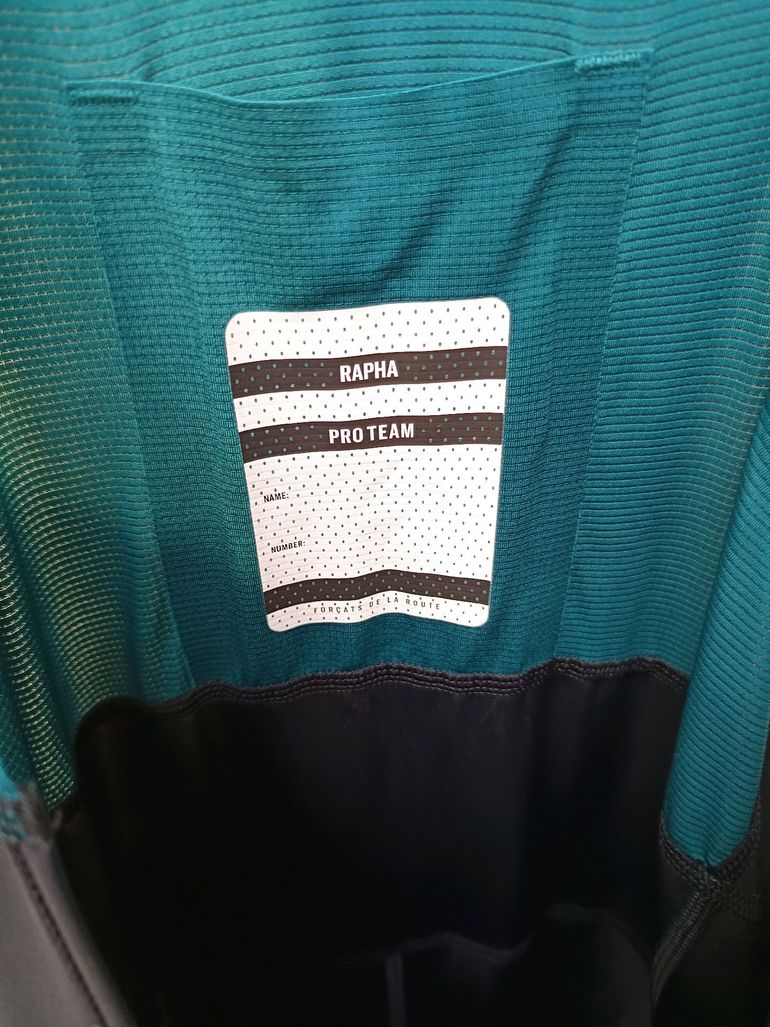 RAPHA
PRO TEAM
NAME:
NUMBER:
FORÇATS DE LA ROUTE